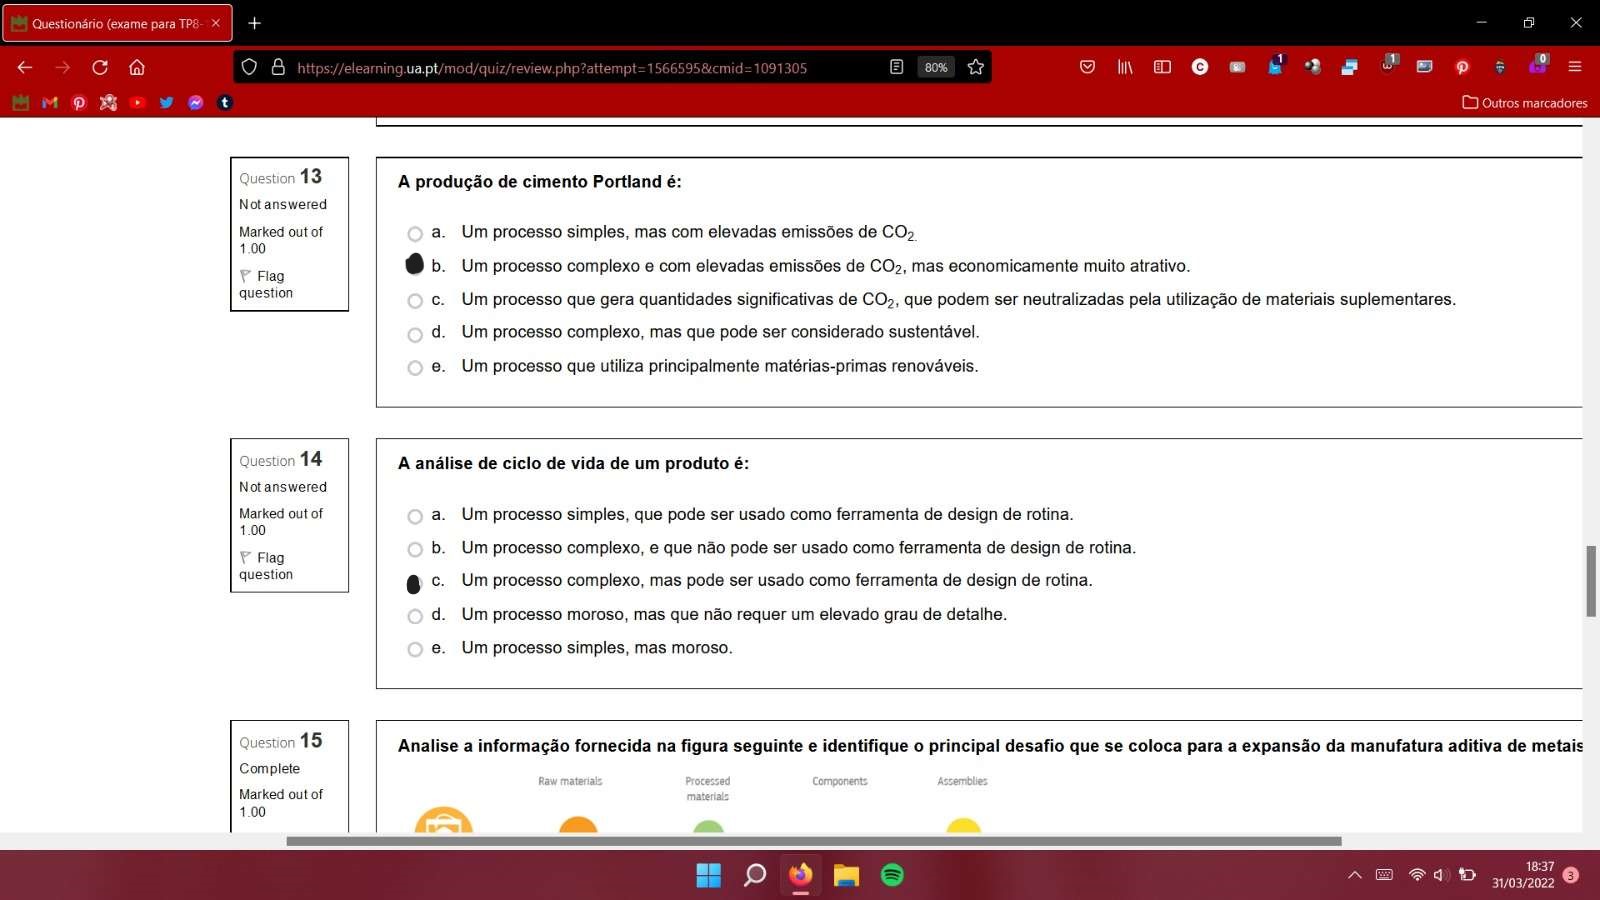 Questionário (exame para TP8-
https://elearning.ua.pt/mod/quiz/review.php?attempt=1566595&cmid=1091305
80%
1
1
0
Outros marcadores
Question 13
Not answered
Marked out of
1.00
Flag
question
A produção de cimento Portland é:
a. Um processo simples, mas com elevadas emissões de CO2.
b. Um processo complexo e com elevadas emissões de CO2, mas economicamente muito atrativo.
c. Um processo que gera quantidades significativas de CO2, que podem ser neutralizadas pela utilização de materiais suplementares.
d. Um processo complexo, mas que pode ser considerado sustentável.
e. Um processo que utiliza principalmente matérias-primas renováveis.
Question 14
Not answered
Marked out of
1.00
Flag
question
A análise de ciclo de vida de um produto é:
a. Um processo simples, que pode ser usado como ferramenta de design de rotina.
b. Um processo complexo, e que não pode ser usado como ferramenta de design de rotina.
c. Um processo complexo, mas pode ser usado como ferramenta de design de rotina.
d. Um processo moroso, mas que não requer um elevado grau de detalhe.
e. Um processo simples, mas moroso.
Question 15
Complete
Marked out of
1.00
Analise a informação fornecida na figura seguinte e identifique o principal desafio que se coloca para a expansão da manufatura aditiva de metais
Raw materials
Processed
materials
Components
Assemblies
18:37
31/03/2022
3